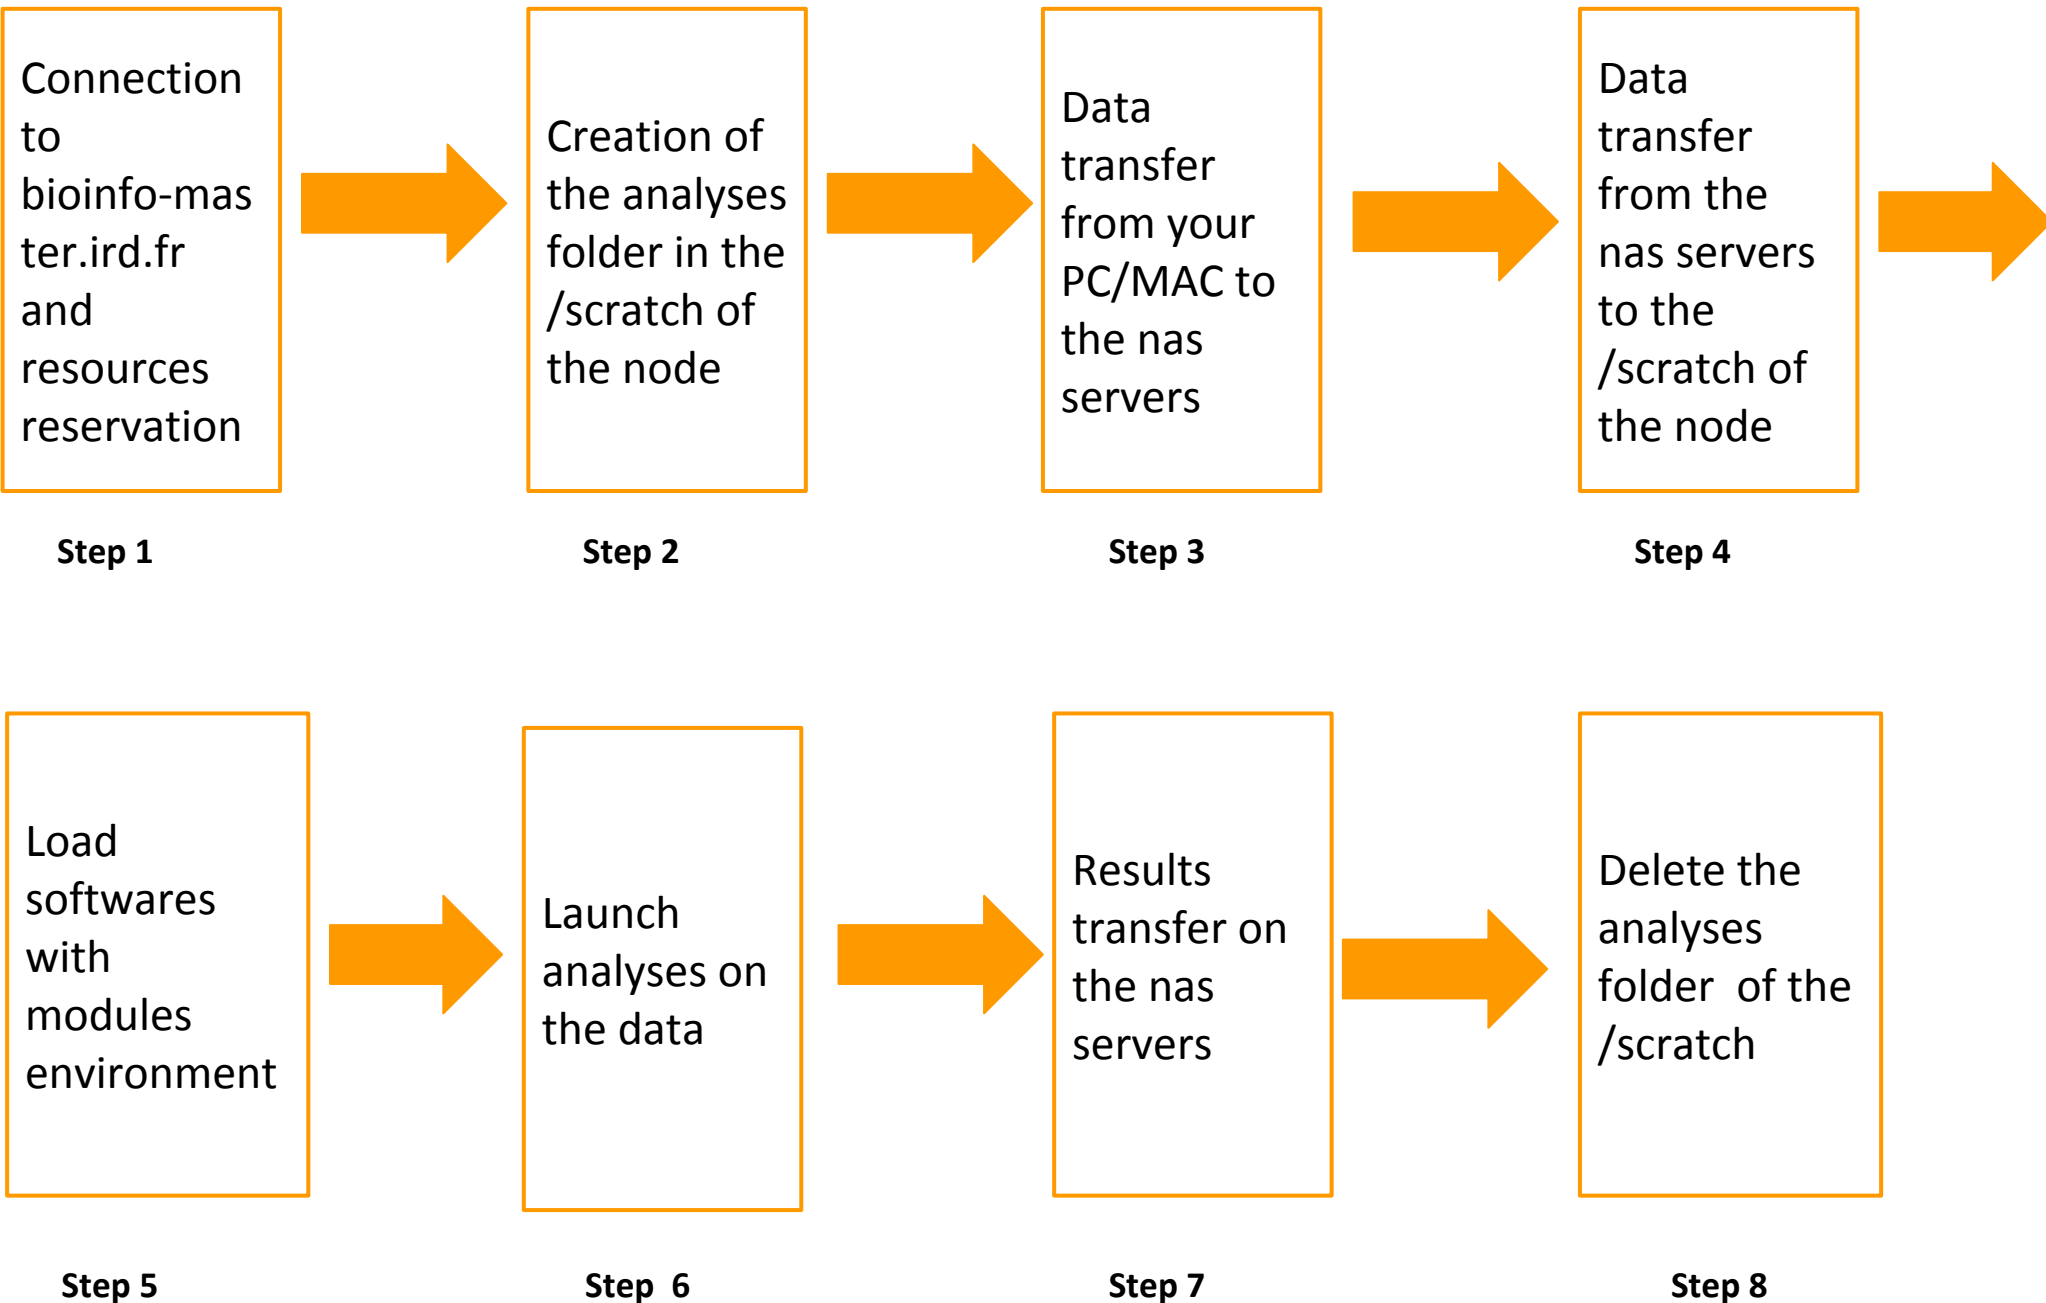 Connection
to
bioinfo-mas
ter.ird.fr
and
resources
reservation
Creation of
the analyses
folder in the
/scratch of
the node
Data
transfer
from your
PC/MAC to
the nas
servers
Data
transfer
from the
nas servers
to the
/scratch of
the node
Step 1
Step 2
Step 3
Step 4
Load
softwares
with
modules
environment
Launch
analyses on
the data
Results
transfer on
the nas
servers
Delete the
analyses
folder  of the
/scratch
Step 5
Step  6
Step 7
Step 8